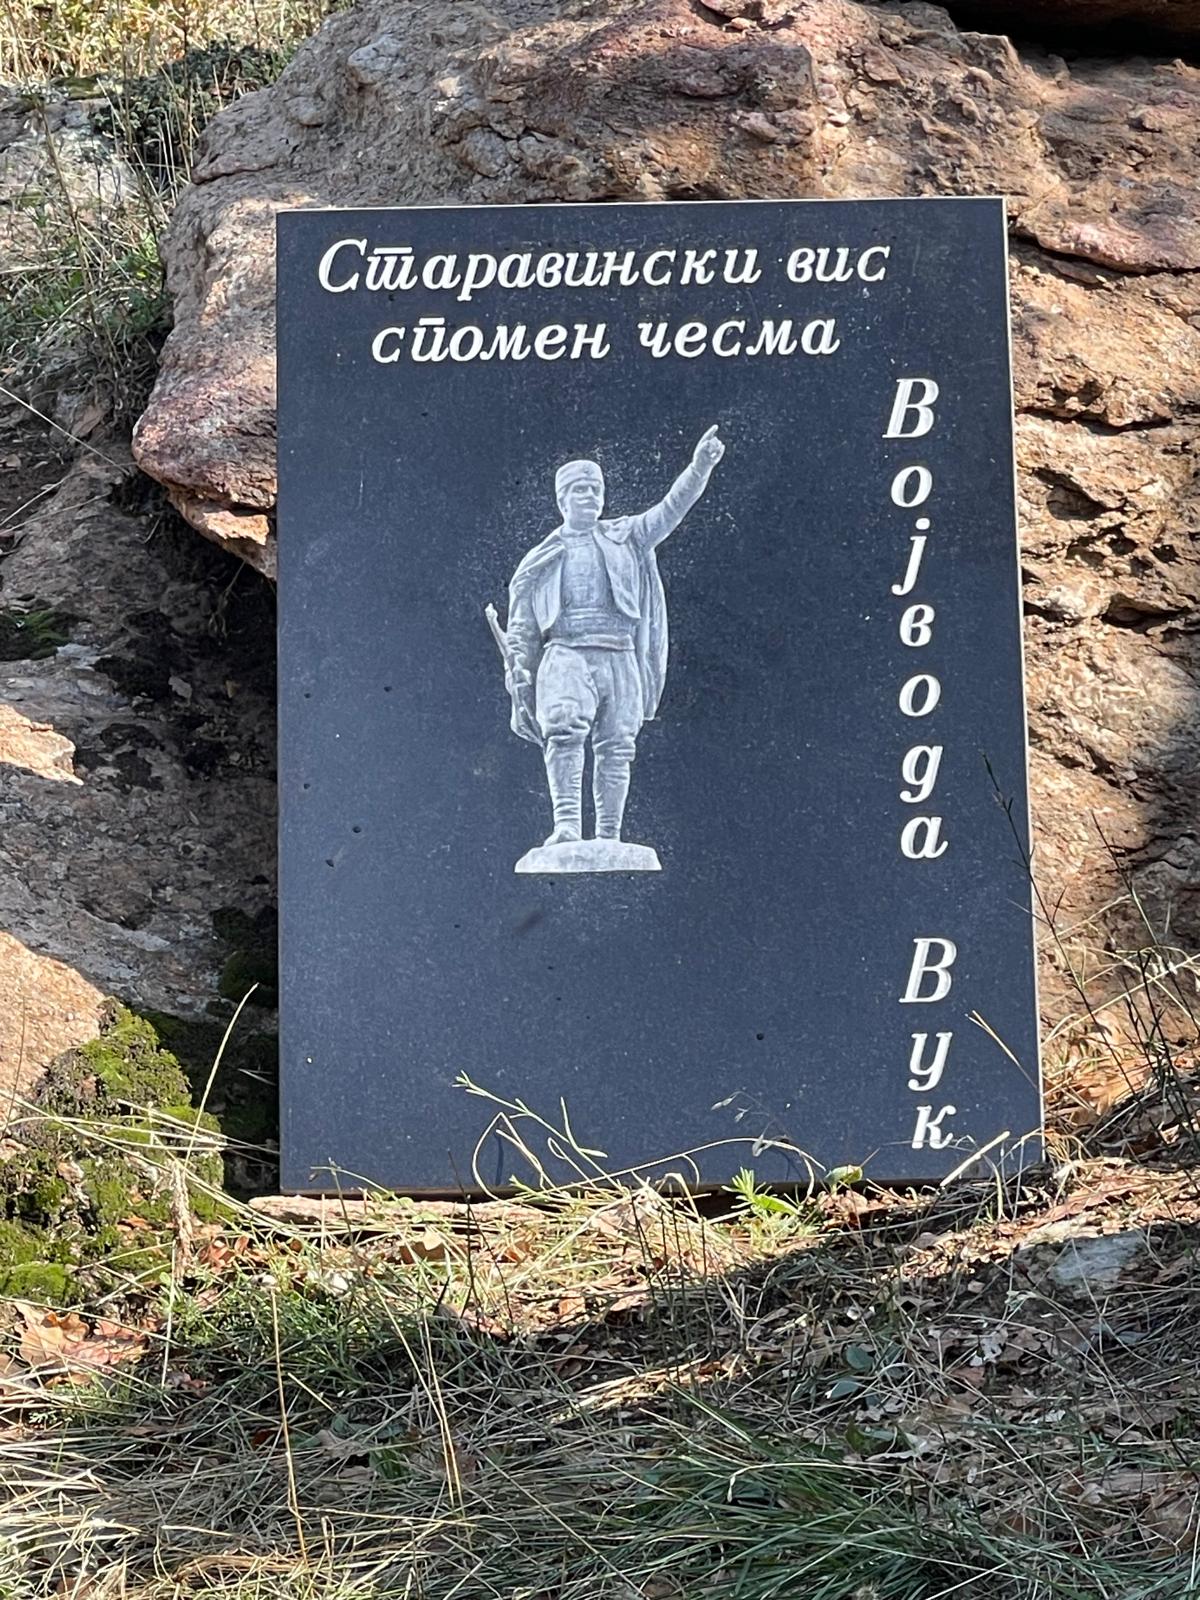 Старавински вис
спомен чесма
Војвода Вук